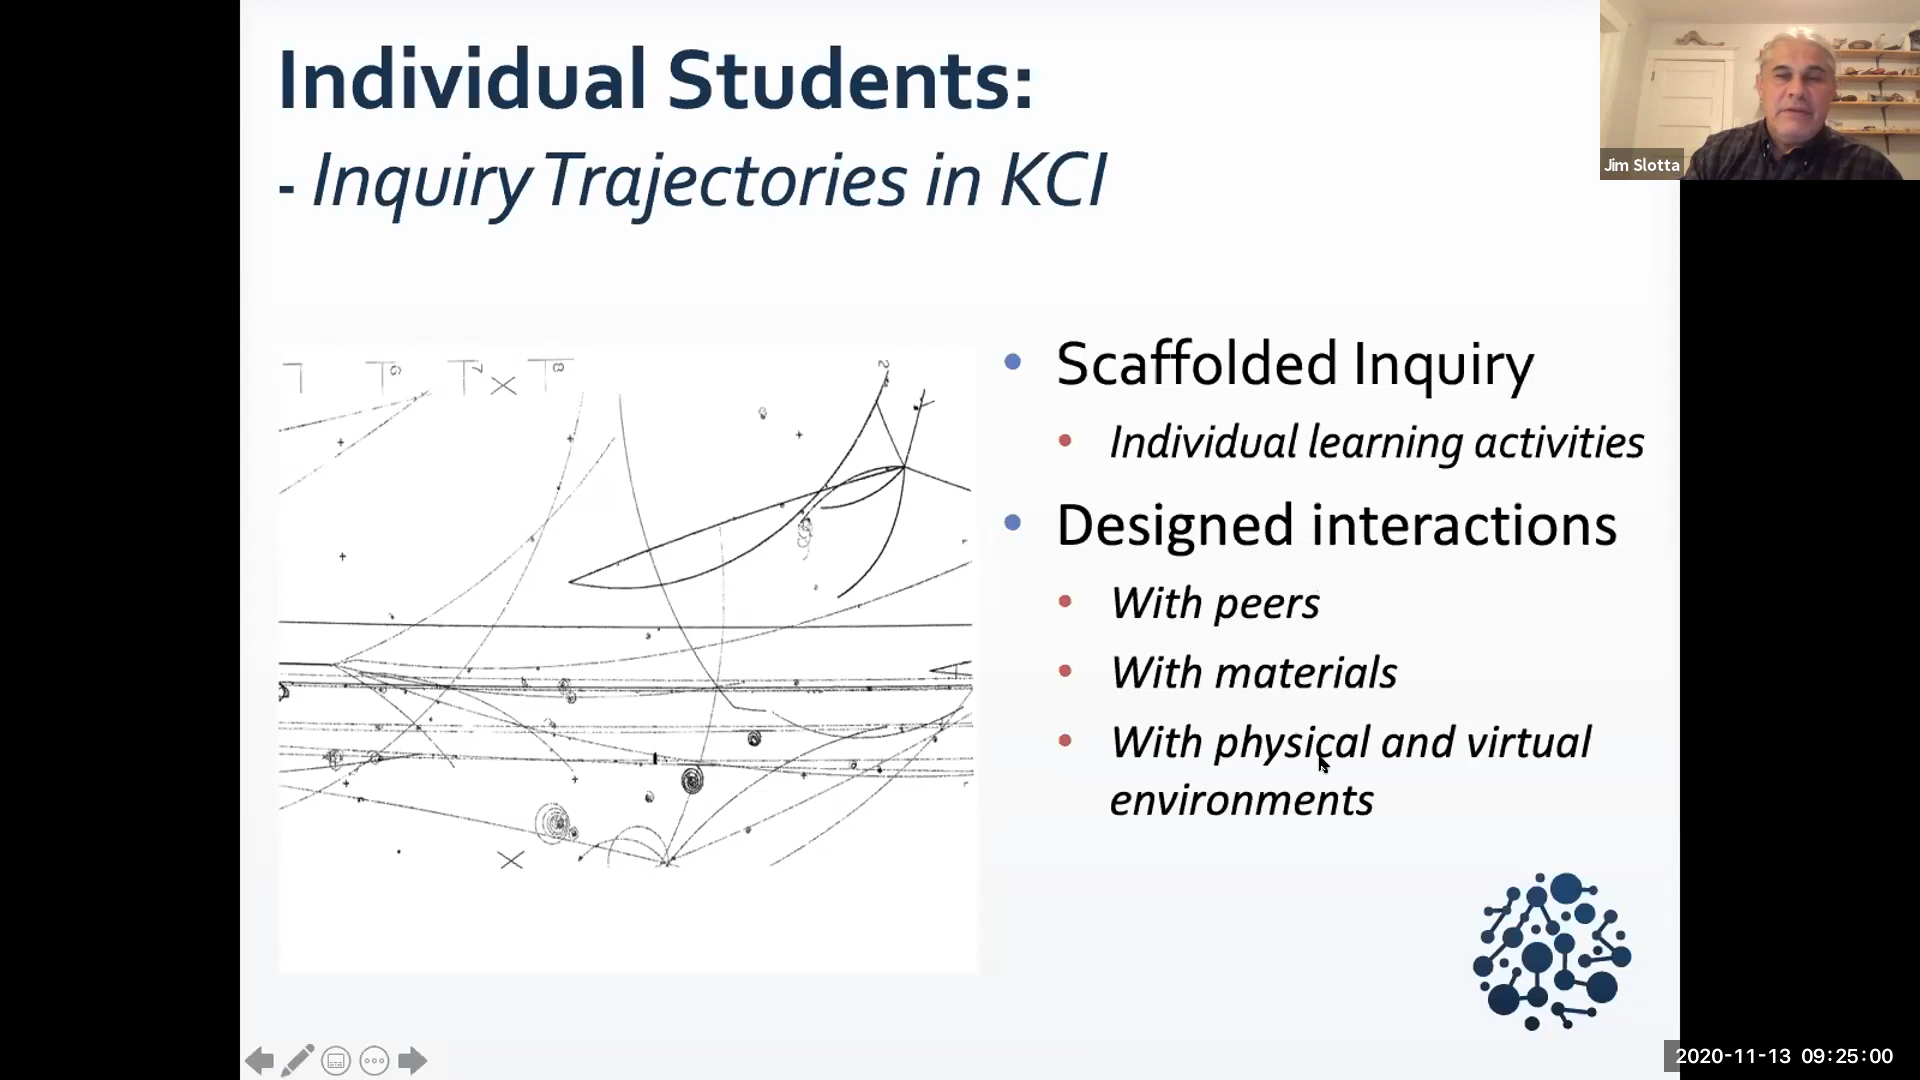 Individual Students:
- Inquiry Trajectories in KCI
Jim Slotta
• Scaffolded Inquiry
• Individual learning activities
• Designed interactions
• With peers
• With materials
• With physical and virtual
environments
2020-11-13 09:25:00